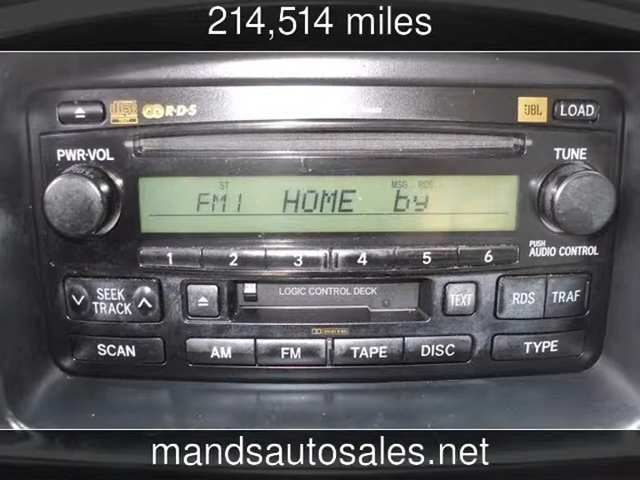 214,514 miles
DISC R·D·S JBL LOAD
PWR·VOL TUNE
ST MSG RDS
FM1 HOME by
1 2 3 4 5 6
PUSH
AUDIO CONTROL
SEEK
TRACK
LOGIC CONTROL DECK
TEXT RDS TRAF
SCAN AM FM TAPE DISC TYPE
mandsautosales.net